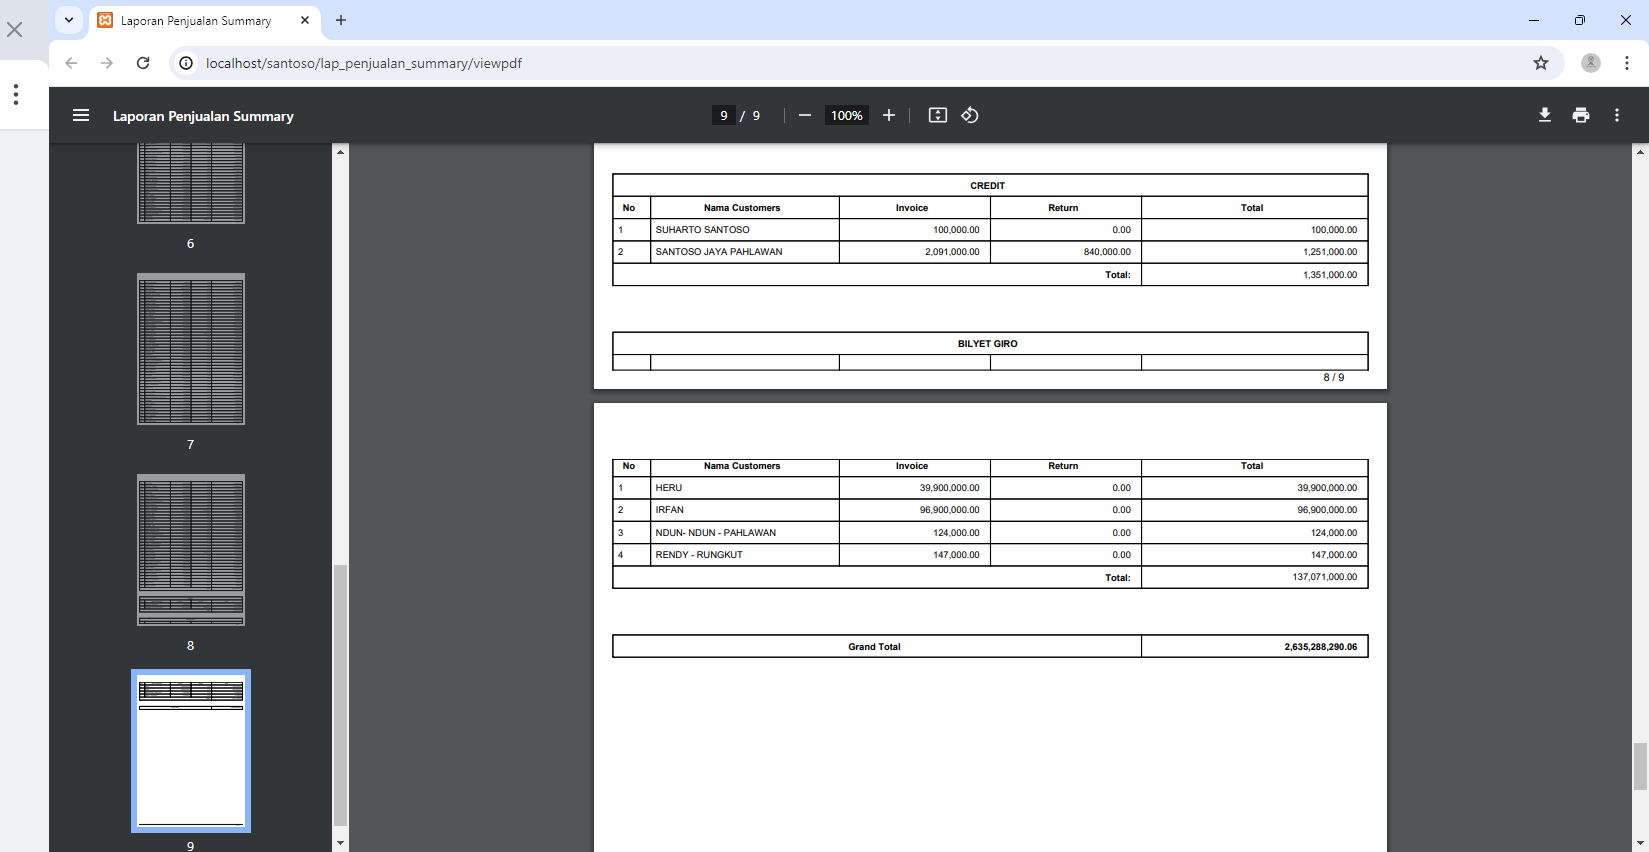 Laporan Penjualan Summary
localhost/santoso/lap_penjualan_summary/viewpdf
Laporan Penjualan Summary
9 / 9
100%
6
7
8
9
CREDIT
No Nama Customers Invoice Return Total
1 SUHARTO SANTOSO 100,000.00 0.00 100,000.00
2 SANTOSO JAYA PAHLAWAN 2,091,000.00 840,000.00 1,251,000.00
Total: 1,351,000.00
BILYET GIRO
8 / 9
No Nama Customers Invoice Return Total
1 HERU 39,900,000.00 0.00 39,900,000.00
2 IRFAN 96,900,000.00 0.00 96,900,000.00
3 NDUN- NDUN - PAHLAWAN 124,000.00 0.00 124,000.00
4 RENDY - RUNGKUT 147,000.00 0.00 147,000.00
Total: 137,071,000.00
Grand Total 2,635,288,290.06